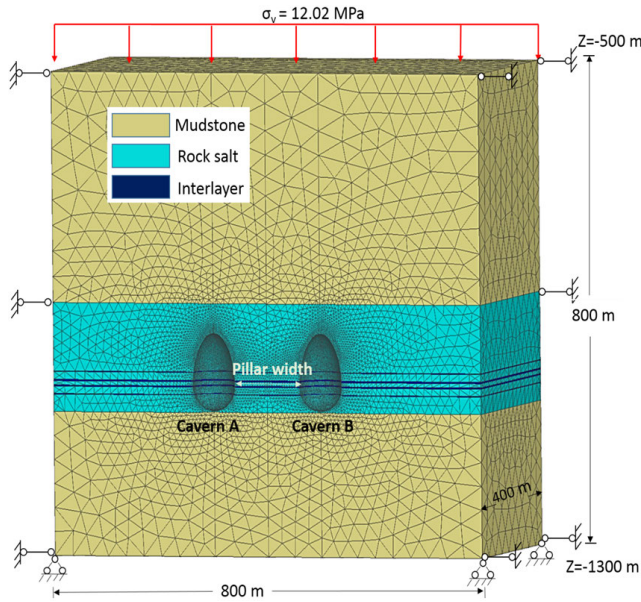 σᵥ = 12.02 MPa
Z=-500 m
Mudstone
Rock salt
Interlayer
800 m
Pillar width
Cavern A
Cavern B
400 m
Z=-1300 m
800 m